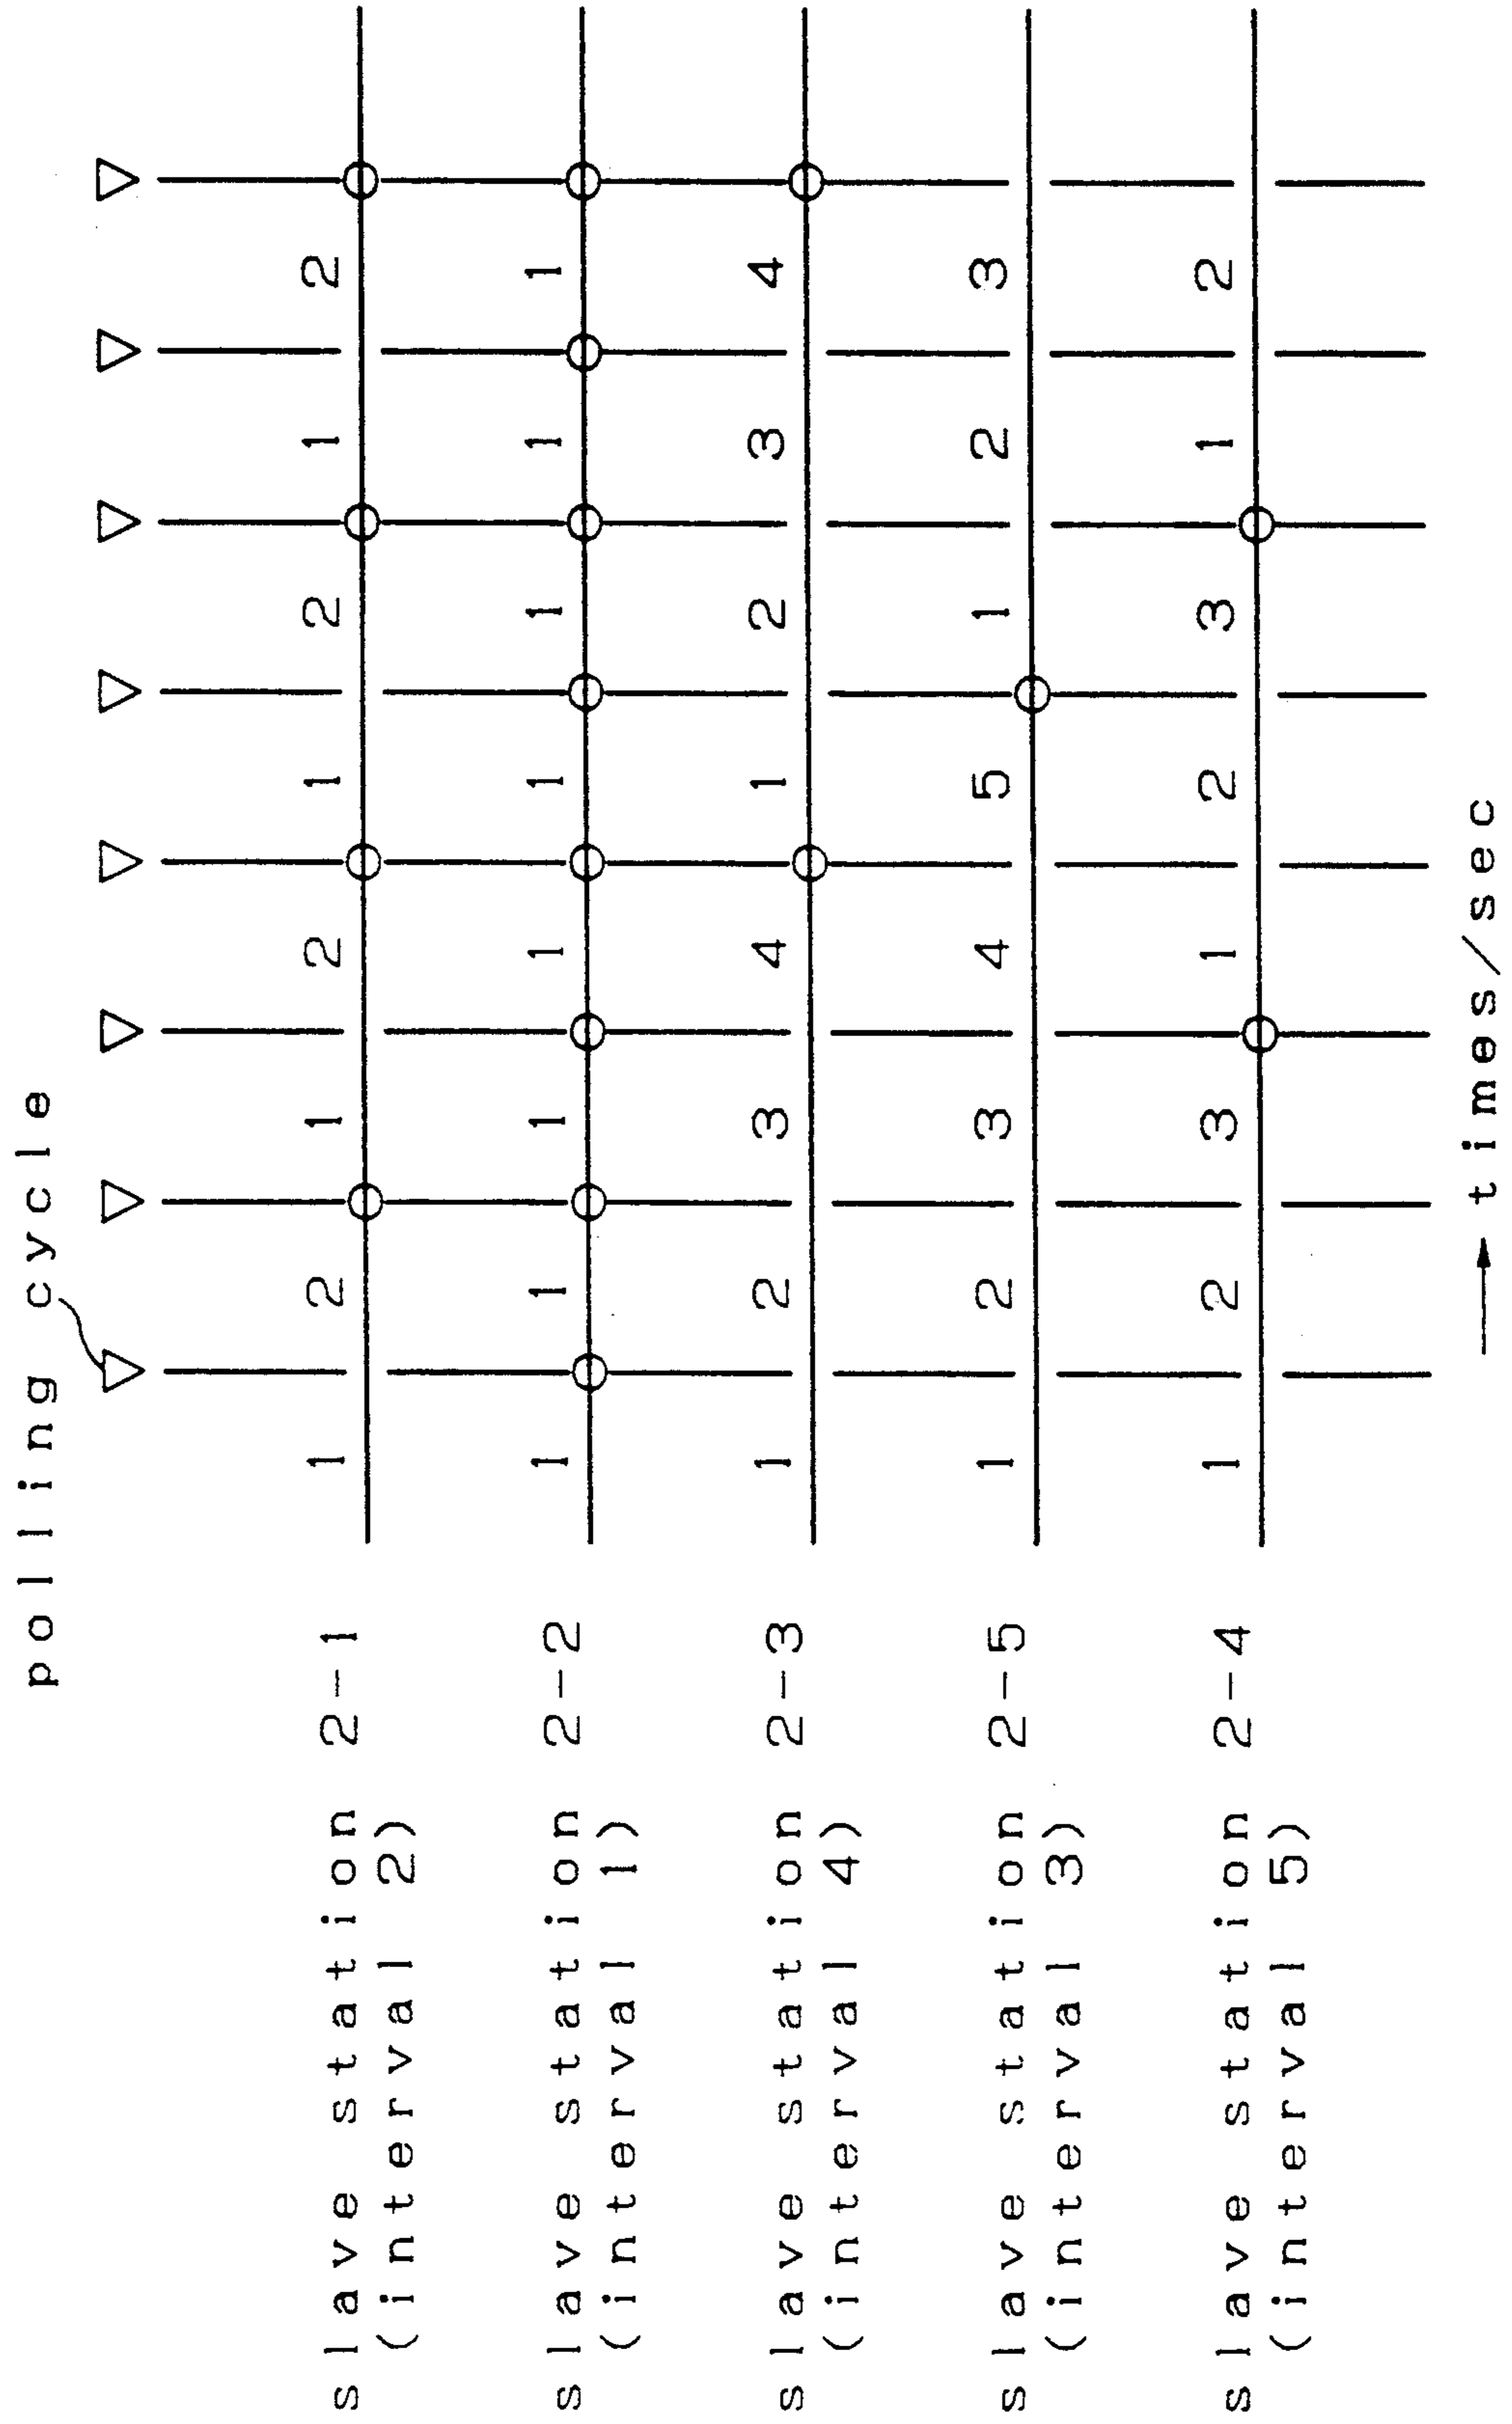 polling cycle
slave station 2-1 1 2 1 2 1 2 1 2
(interval 2)
slave station 2-2 1 1 1 1 1 1 1 1
(interval 1)
slave station 2-3 1 2 3 4 1 2 3 4
(interval 4)
slave station 2-5 1 2 3 4 5 1 2 3
(interval 3)
slave station 2-4 1 2 3 1 2 3 1 2
(interval 5)
→ times/sec